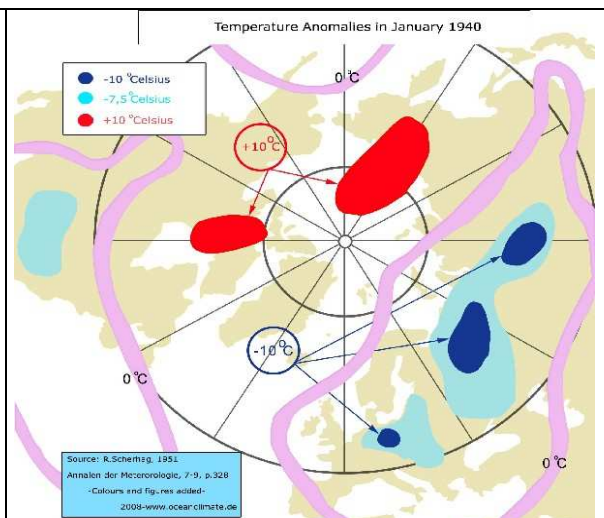 Temperature Anomalies in January 1940
-10 °Celsius
-7,5°Celsius
+10 °Celsius
0 °C
+10°C
-10°C
0°C
0°C
Source: R.Scherhag, 1951
Annalen der Meterorologie, 7-9, p.328
-Colours and figures added-
2008-www.oceanclimate.de